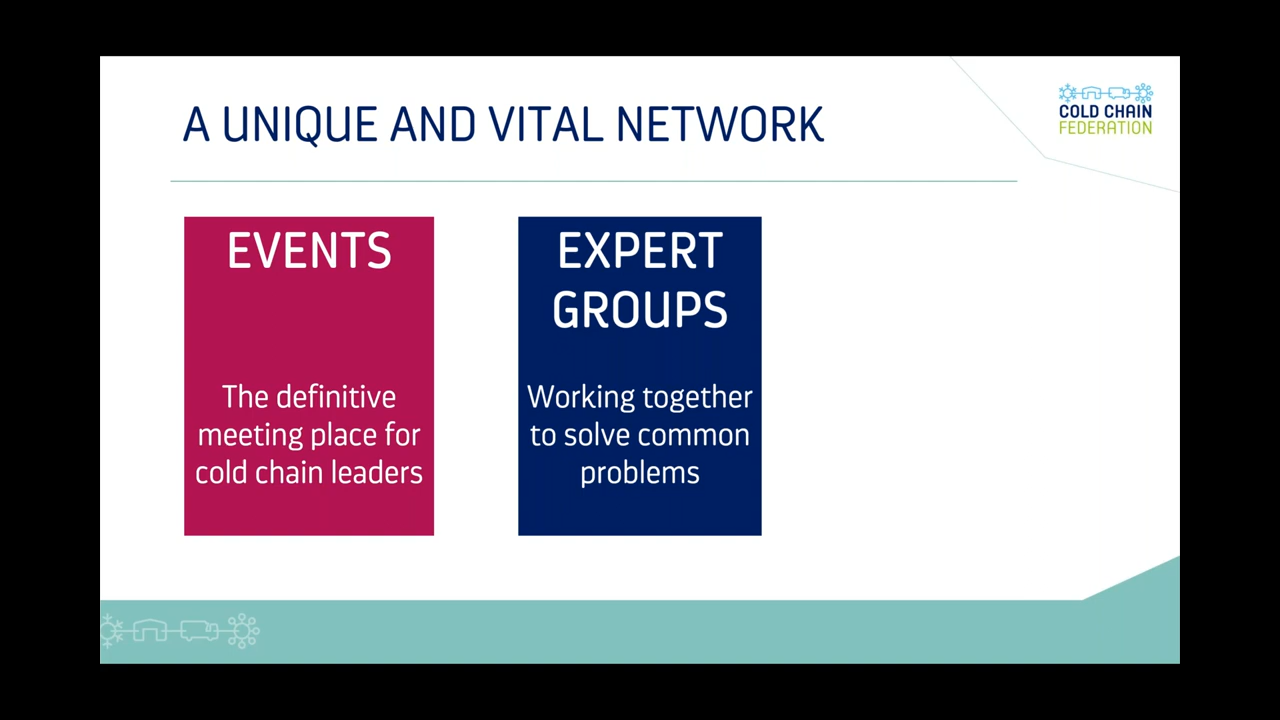 A UNIQUE AND VITAL NETWORK
COLD CHAIN
FEDERATION
EVENTS
The definitive
meeting place for
cold chain leaders
EXPERT
GROUPS
Working together
to solve common
problems